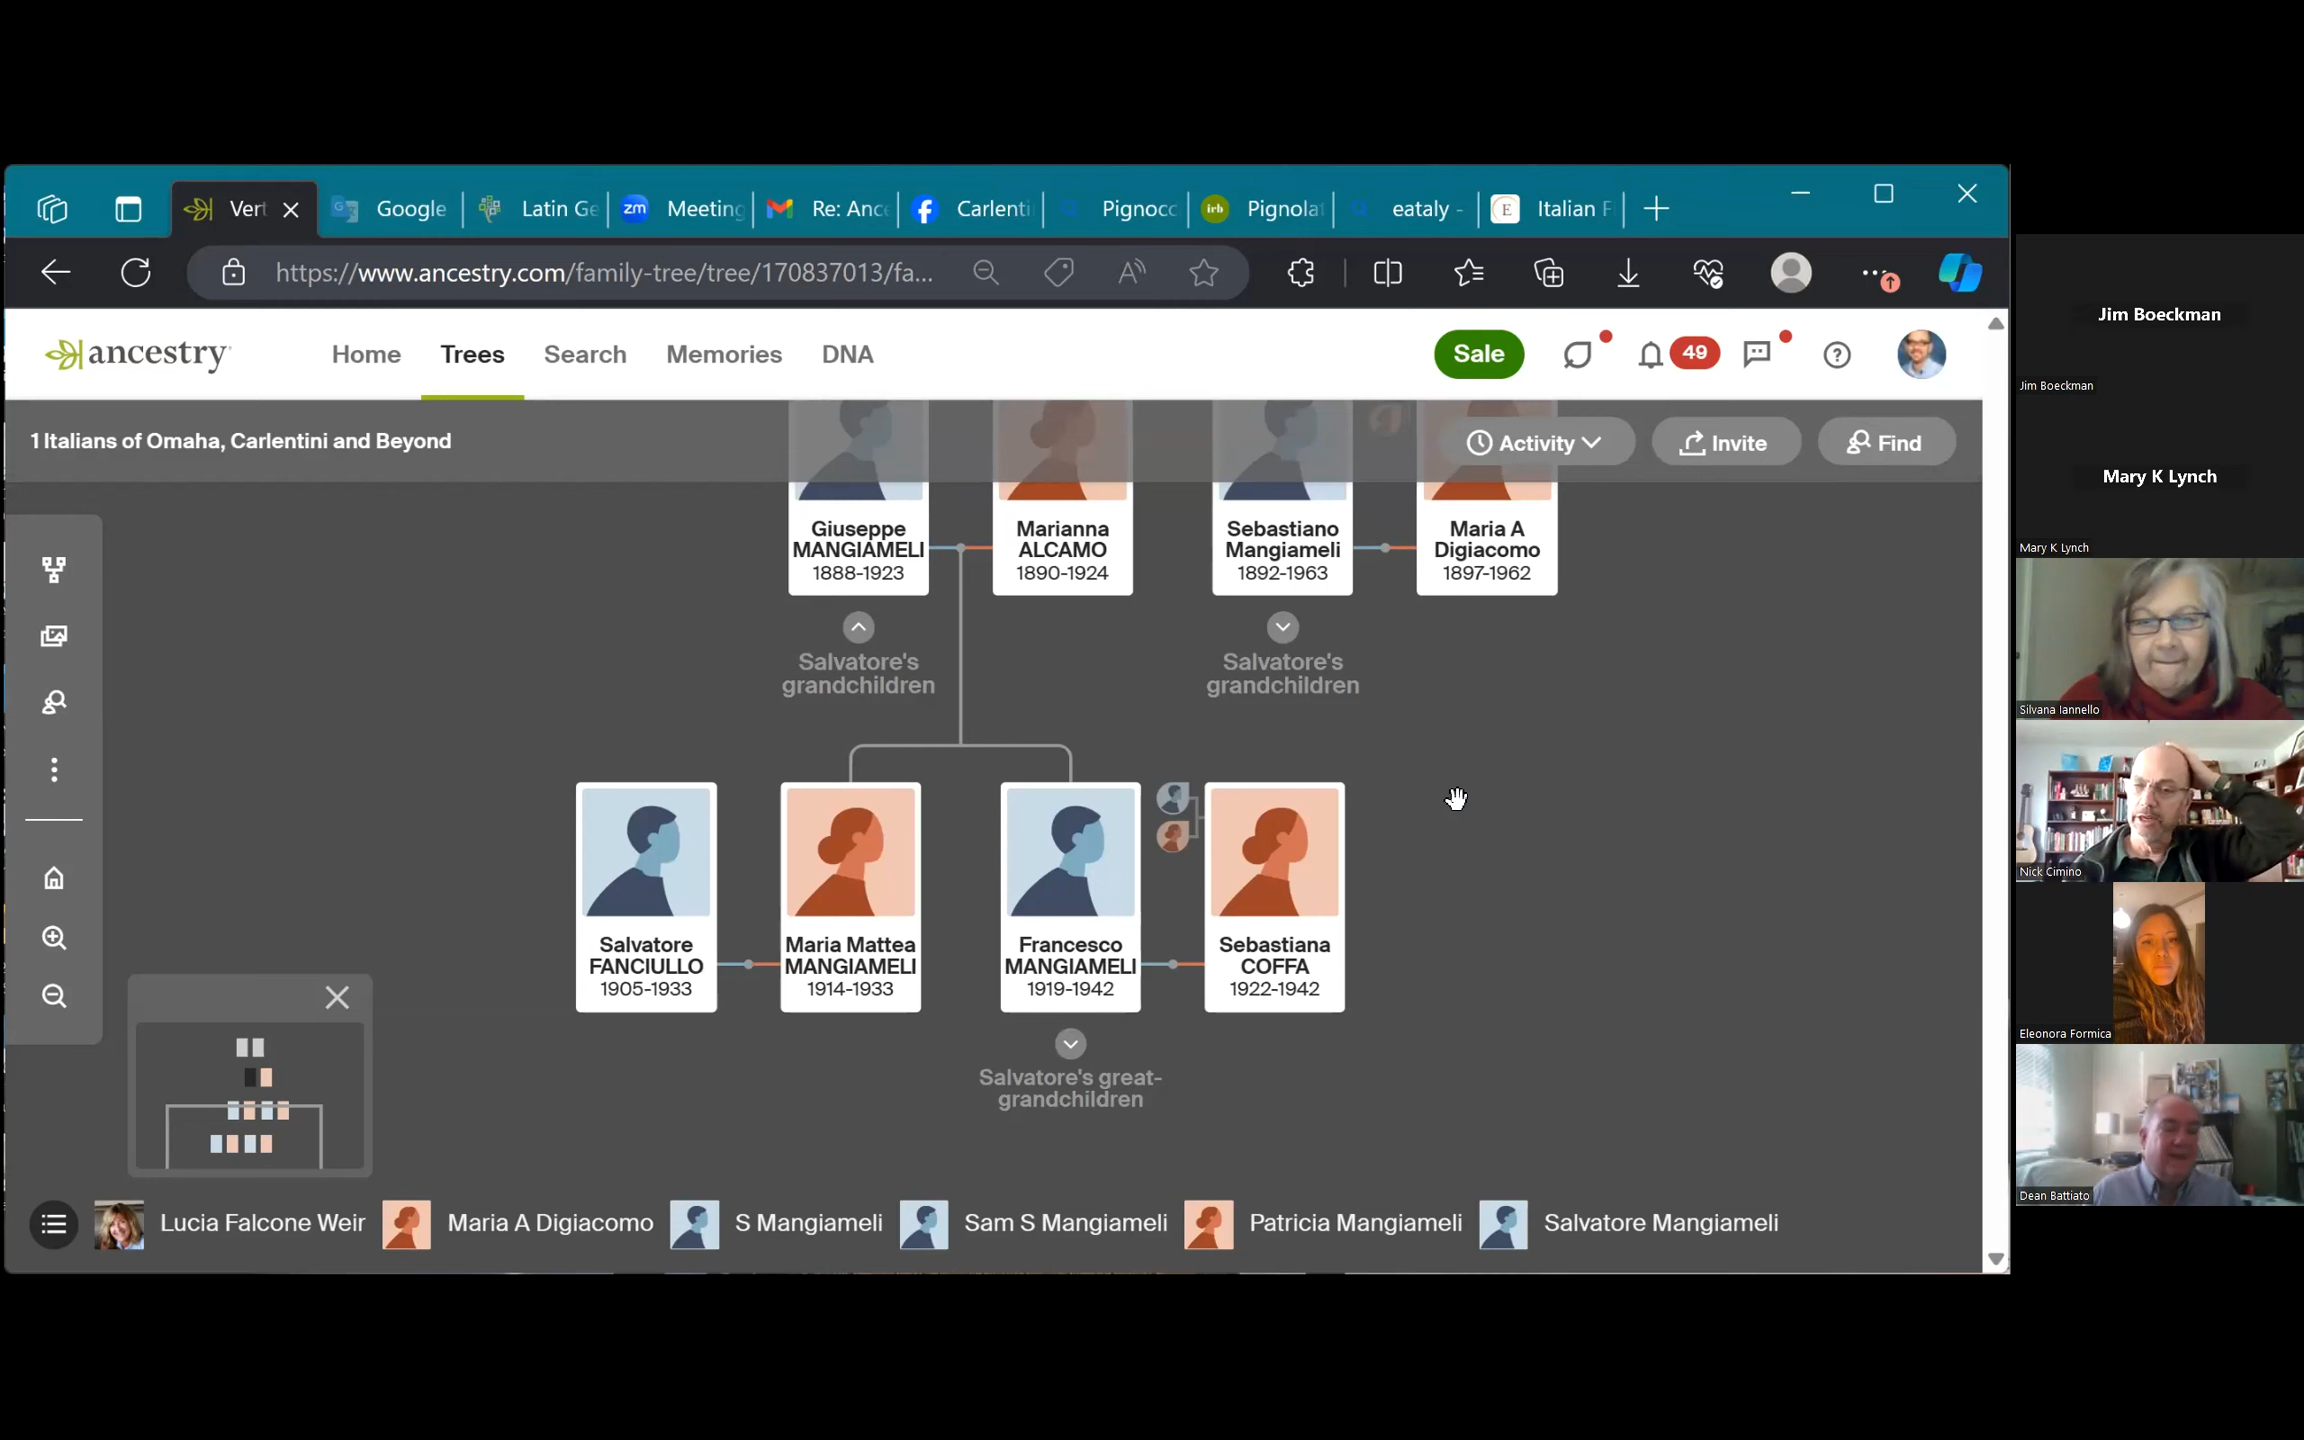 Vert
Google
Latin Ge
zm
Meeting
Re: Anc
Carlenti
Pignocc
irb
Pignolat
eataly -
E
Italian F
https://www.ancestry.com/family-tree/tree/170837013/fa...
ancestry
Home
Trees
Search
Memories
DNA
Sale
49
1 Italians of Omaha, Carlentini and Beyond
Activity
Invite
Find
Giuseppe
MANGIAMELI
1888-1923
Marianna
ALCAMO
1890-1924
Sebastiano
Mangiameli
1892-1963
Maria A
Digiacomo
1897-1962
Salvatore's
grandchildren
Salvatore's
grandchildren
Salvatore
FANCIULLO
1905-1933
Maria Mattea
MANGIAMELI
1914-1933
Francesco
MANGIAMELI
1919-1942
Sebastiana
COFFA
1922-1942
Salvatore's great-
grandchildren
Lucia Falcone Weir
Maria A Digiacomo
S Mangiameli
Sam S Mangiameli
Patricia Mangiameli
Salvatore Mangiameli
Jim Boeckman
Jim Boeckman
Mary K Lynch
Mary K Lynch
Silvana Iannello
Nick Cimino
Eleonora Formica
Dean Battiato